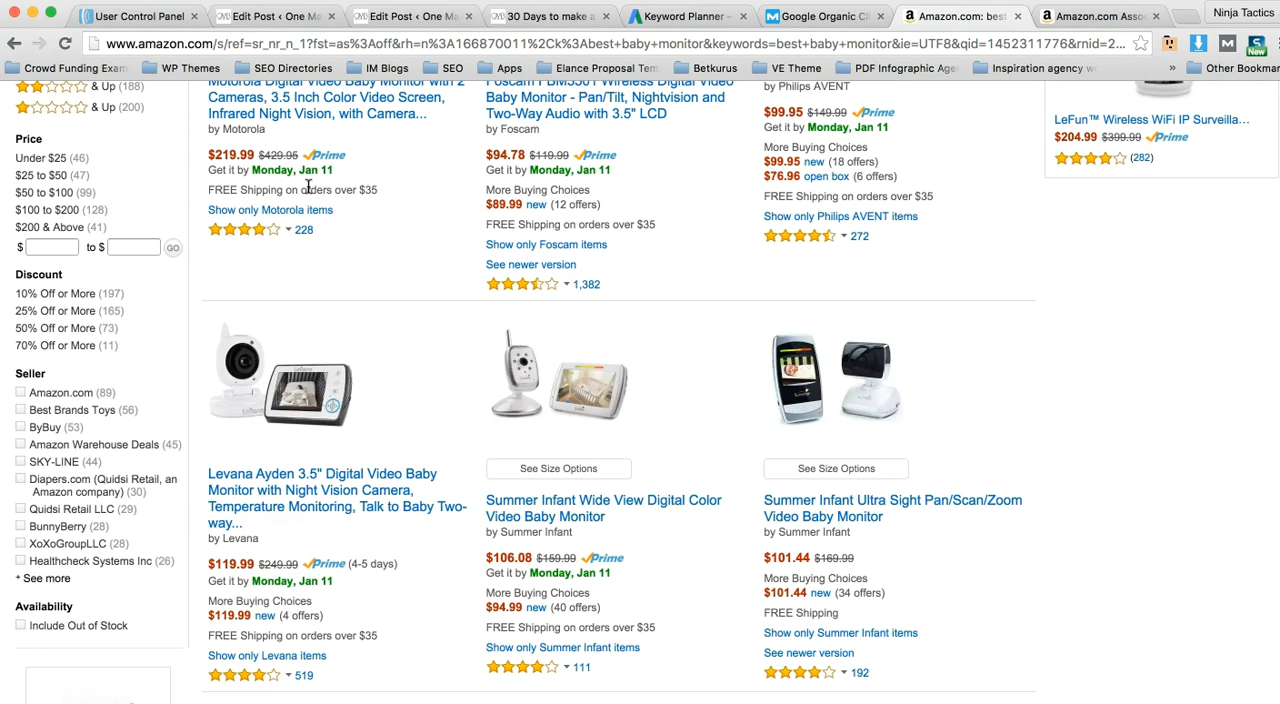 Ninja Tactics
User Control Panel
Edit Post ‹ One Ma
Edit Post ‹ One Ma
30 Days to make a
Keyword Planner –
Google Organic Cl
Amazon.com: best
Amazon.com Asso
www.amazon.com/s/ref=sr_nr_n_1?fst=as%3Aoff&rh=n%3A166870011%2Ck%3Abest+baby+monitor&keywords=best+baby+monitor&ie=UTF8&qid=1452311776&rnid=2...
New
Crowd Funding Exam
WP Themes
SEO Directories
IM Blogs
SEO
Apps
Elance Proposal Tem
Betkurus
VE Theme
PDF Infographic Age
Inspiration agency w
»
Other Bookmar
& Up (188)
& Up (200)
Price
Under $25 (46)
$25 to $50 (47)
$50 to $100 (99)
$100 to $200 (128)
$200 & Above (41)
$ to $ GO
Discount
10% Off or More (197)
25% Off or More (165)
50% Off or More (73)
70% Off or More (11)
Seller
Amazon.com (89)
Best Brands Toys (56)
ByBuy (53)
Amazon Warehouse Deals (45)
SKY-LINE (44)
Diapers.com (Quidsi Retail, an
Amazon company) (30)
Quidsi Retail LLC (29)
BunnyBerry (28)
XoXoGroupLLC (28)
Healthcheck Systems Inc (26)
+ See more
Availability
Include Out of Stock
Motorola Digital Video Baby Monitor with 2
Cameras, 3.5 Inch Color Video Screen,
Infrared Night Vision, with Camera...
by Motorola
$219.99 $429.95 Prime
Get it by Monday, Jan 11
FREE Shipping on orders over $35
Show only Motorola items
228
Wireless Digital Video
Baby Monitor - Pan/Tilt, Nightvision and
Two-Way Audio with 3.5" LCD
by Foscam
$94.78 $119.99 Prime
Get it by Monday, Jan 11
More Buying Choices
$89.99 new (12 offers)
FREE Shipping on orders over $35
Show only Foscam items
See newer version
1,382
by Philips AVENT
$99.95 $149.99 Prime
Get it by Monday, Jan 11
More Buying Choices
$99.95 new (18 offers)
$76.96 open box (6 offers)
FREE Shipping on orders over $35
Show only Philips AVENT items
272
LeFun™ Wireless WiFi IP Surveilla...
$204.99 $399.99 Prime
(282)
Levana Ayden 3.5" Digital Video Baby
Monitor with Night Vision Camera,
Temperature Monitoring, Talk to Baby Two-
way...
by Levana
$119.99 $249.99 Prime (4-5 days)
Get it by Monday, Jan 11
More Buying Choices
$119.99 new (4 offers)
FREE Shipping on orders over $35
Show only Levana items
519
See Size Options
Summer Infant Wide View Digital Color
Video Baby Monitor
by Summer Infant
$106.08 $159.99 Prime
Get it by Monday, Jan 11
More Buying Choices
$94.99 new (40 offers)
FREE Shipping on orders over $35
Show only Summer Infant items
111
See Size Options
Summer Infant Ultra Sight Pan/Scan/Zoom
Video Baby Monitor
by Summer Infant
$101.44 $169.99
More Buying Choices
$101.44 new (34 offers)
FREE Shipping
Show only Summer Infant items
See newer version
192